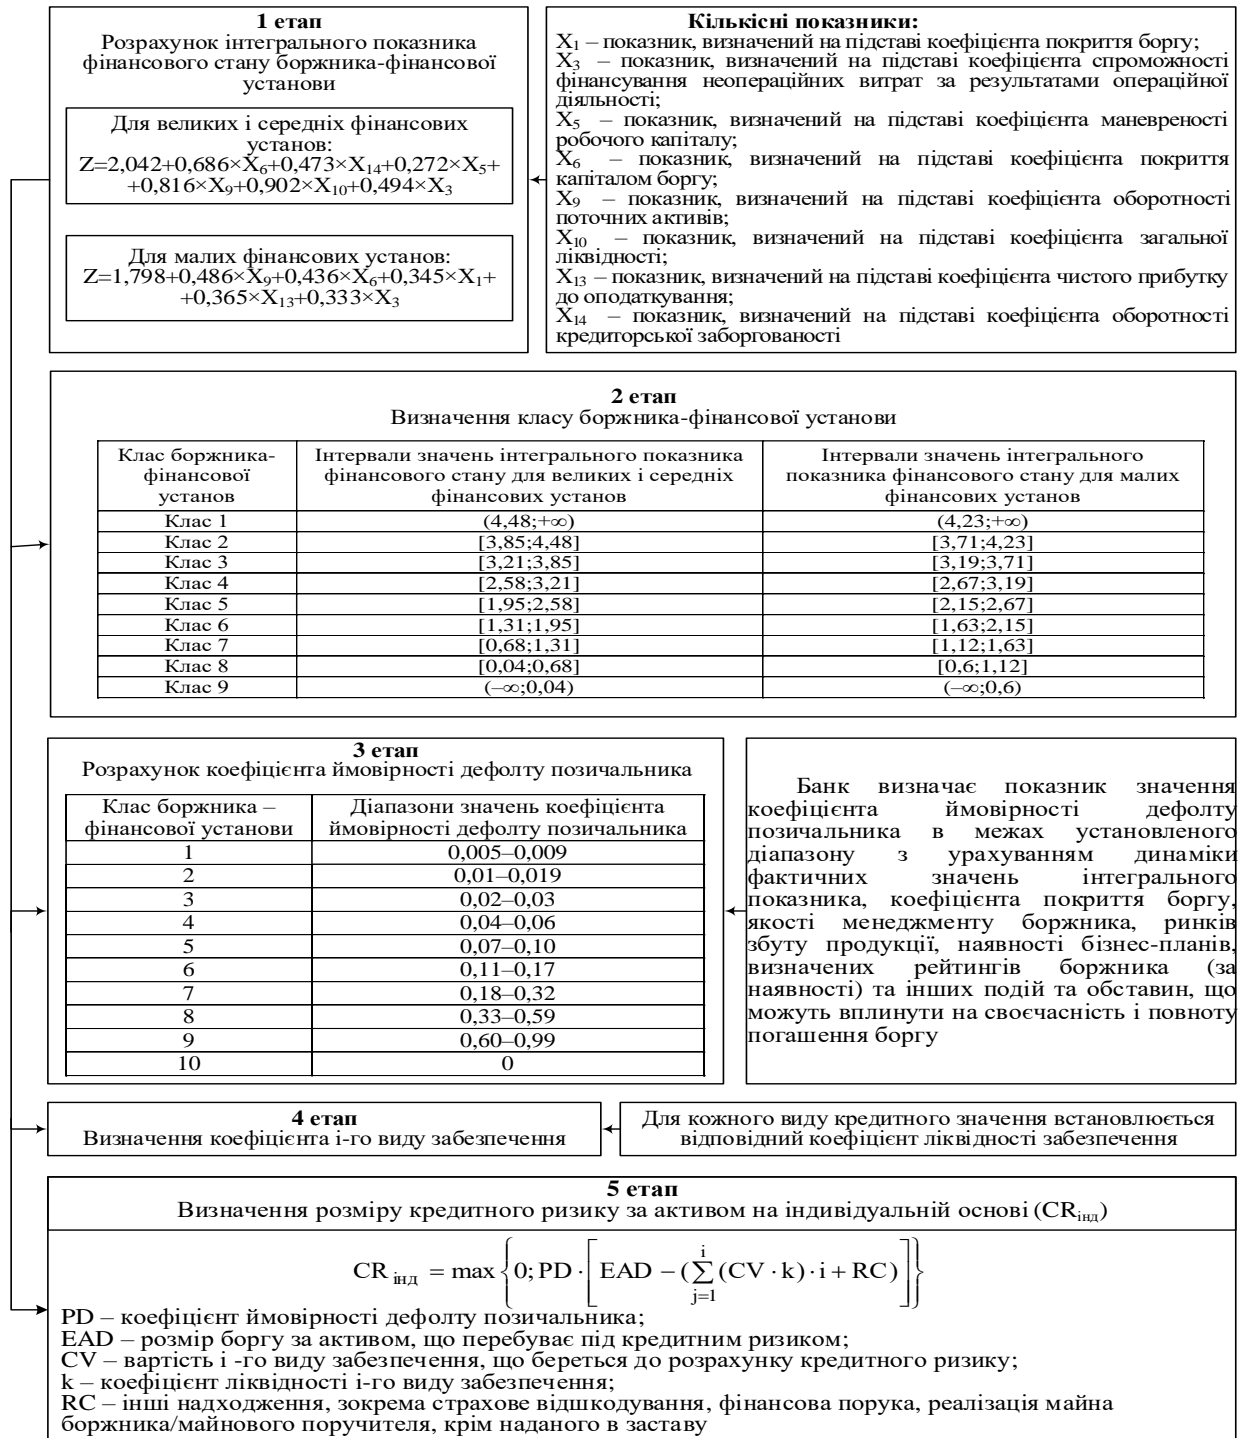 1 етап
Розрахунок інтегрального показника
фінансового стану боржника-фінансової
установи
Для великих і середніх фінансових
установ:
Z=2,042+0,686×X₆+0,473×X₁₄+0,272×X₅+
+0,816×X₉+0,902×X₁₀+0,494×X₃
Для малих фінансових установ:
Z=1,798+0,486×X₉+0,436×X₆+0,345×X₁+
+0,365×X₁₃+0,333×X₃
Кількісні показники:
X₁ – показник, визначений на підставі коефіцієнта покриття боргу;
X₃ – показник, визначений на підставі коефіцієнта спроможності
фінансування неопераційних витрат за результатами операційної
діяльності;
X₅ – показник, визначений на підставі коефіцієнта маневреності
робочого капіталу;
X₆ – показник, визначений на підставі коефіцієнта покриття
капіталом боргу;
X₉ – показник, визначений на підставі коефіцієнта оборотності
поточних активів;
X₁₀ – показник, визначений на підставі коефіцієнта загальної
ліквідності;
X₁₃ – показник, визначений на підставі коефіцієнта чистого прибутку
до оподаткування;
X₁₄ – показник, визначений на підставі коефіцієнта оборотності
кредиторської заборгованості
2 етап
Визначення класу боржника-фінансової установи
Клас боржника-
фінансової
установ
Інтервали значень інтегрального показника
фінансового стану для великих і середніх
фінансових установ
Інтервали значень інтегрального
показника фінансового стану для малих
фінансових установ
Клас 1 (4,48;+∞) (4,23;+∞)
Клас 2 [3,85;4,48] [3,71;4,23]
Клас 3 [3,21;3,85] [3,19;3,71]
Клас 4 [2,58;3,21] [2,67;3,19]
Клас 5 [1,95;2,58] [2,15;2,67]
Клас 6 [1,31;1,95] [1,63;2,15]
Клас 7 [0,68;1,31] [1,12;1,63]
Клас 8 [0,04;0,68] [0,6;1,12]
Клас 9 (–∞;0,04) (–∞;0,6)
3 етап
Розрахунок коефіцієнта ймовірності дефолту позичальника
Клас боржника –
фінансової установи
Діапазони значень коефіцієнта
ймовірності дефолту позичальника
1 0,005–0,009
2 0,01–0,019
3 0,02–0,03
4 0,04–0,06
5 0,07–0,10
6 0,11–0,17
7 0,18–0,32
8 0,33–0,59
9 0,60–0,99
10 0
Банк визначає показник значення
коефіцієнта ймовірності дефолту
позичальника в межах установленого
діапазону з урахуванням динаміки
фактичних значень інтегрального
показника, коефіцієнта покриття боргу,
якості менеджменту боржника, ринків
збуту продукції, наявності бізнес-планів,
визначених рейтингів боржника (за
наявності) та інших подій та обставин, що
можуть вплинути на своєчасність і повноту
погашення боргу
4 етап
Визначення коефіцієнта і-го виду забезпечення
Для кожного виду кредитного значення встановлюється
відповідний коефіцієнт ліквідності забезпечення
5 етап
Визначення розміру кредитного ризику за активом на індивідуальній основі (CRінд)
CR інд = max {0; PD · [EAD − (∑ i j=1 (CV · k) · i + RC)]}
PD – коефіцієнт ймовірності дефолту позичальника;
EAD – розмір боргу за активом, що перебуває під кредитним ризиком;
CV – вартість і -го виду забезпечення, що береться до розрахунку кредитного ризику;
k – коефіцієнт ліквідності і-го виду забезпечення;
RC – інші надходження, зокрема страхове відшкодування, фінансова порука, реалізація майна
боржника/майнового поручителя, крім наданого в заставу